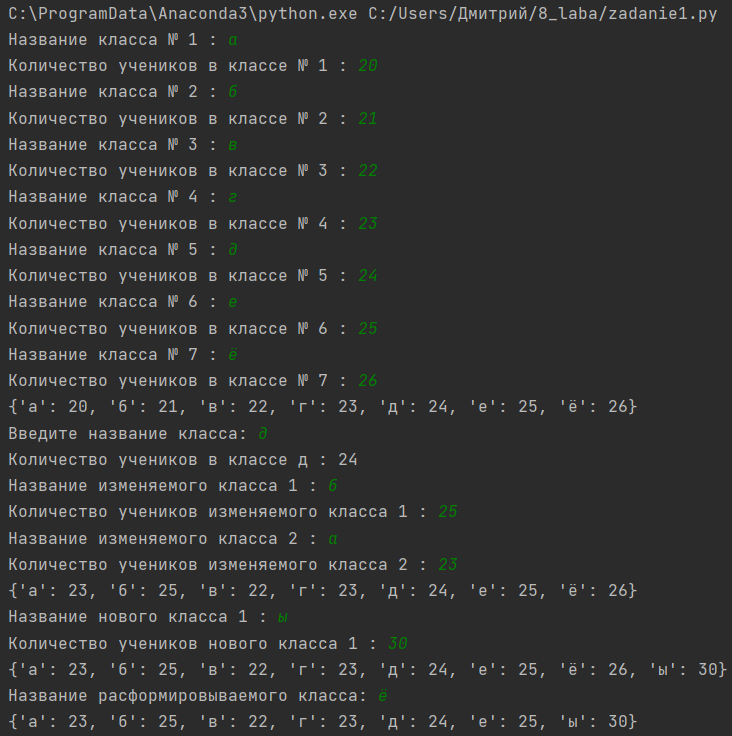 C:\ProgramData\Anaconda3\python.exe C:/Users/Дмитрий/8_laba/zadanie1.py
Название класса № 1 : а
Количество учеников в классе № 1 : 20
Название класса № 2 : б
Количество учеников в классе № 2 : 21
Название класса № 3 : в
Количество учеников в классе № 3 : 22
Название класса № 4 : г
Количество учеников в классе № 4 : 23
Название класса № 5 : д
Количество учеников в классе № 5 : 24
Название класса № 6 : е
Количество учеников в классе № 6 : 25
Название класса № 7 : ё
Количество учеников в классе № 7 : 26
{'а': 20, 'б': 21, 'в': 22, 'г': 23, 'д': 24, 'е': 25, 'ё': 26}
Введите название класса: д
Количество учеников в классе д : 24
Название изменяемого класса 1 : б
Количество учеников изменяемого класса 1 : 25
Название изменяемого класса 2 : а
Количество учеников изменяемого класса 2 : 23
{'а': 23, 'б': 25, 'в': 22, 'г': 23, 'д': 24, 'е': 25, 'ё': 26}
Название нового класса 1 : ы
Количество учеников нового класса 1 : 30
{'а': 23, 'б': 25, 'в': 22, 'г': 23, 'д': 24, 'е': 25, 'ё': 26, 'ы': 30}
Название расформировываемого класса: ё
{'а': 23, 'б': 25, 'в': 22, 'г': 23, 'д': 24, 'е': 25, 'ы': 30}